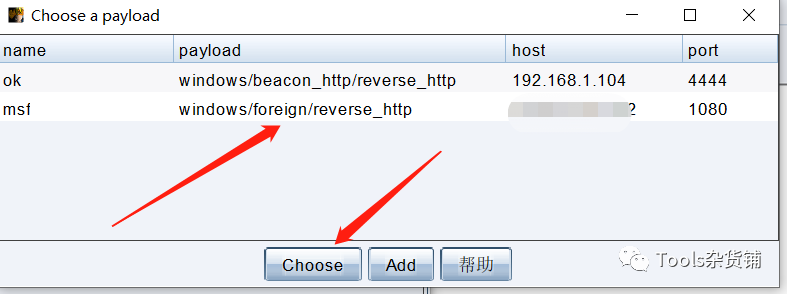 Choose a payload
name payload host port
ok windows/beacon_http/reverse_http 192.168.1.104 4444
msf windows/foreign/reverse_http 2 1080
Choose Add 帮助
Tools杂货铺